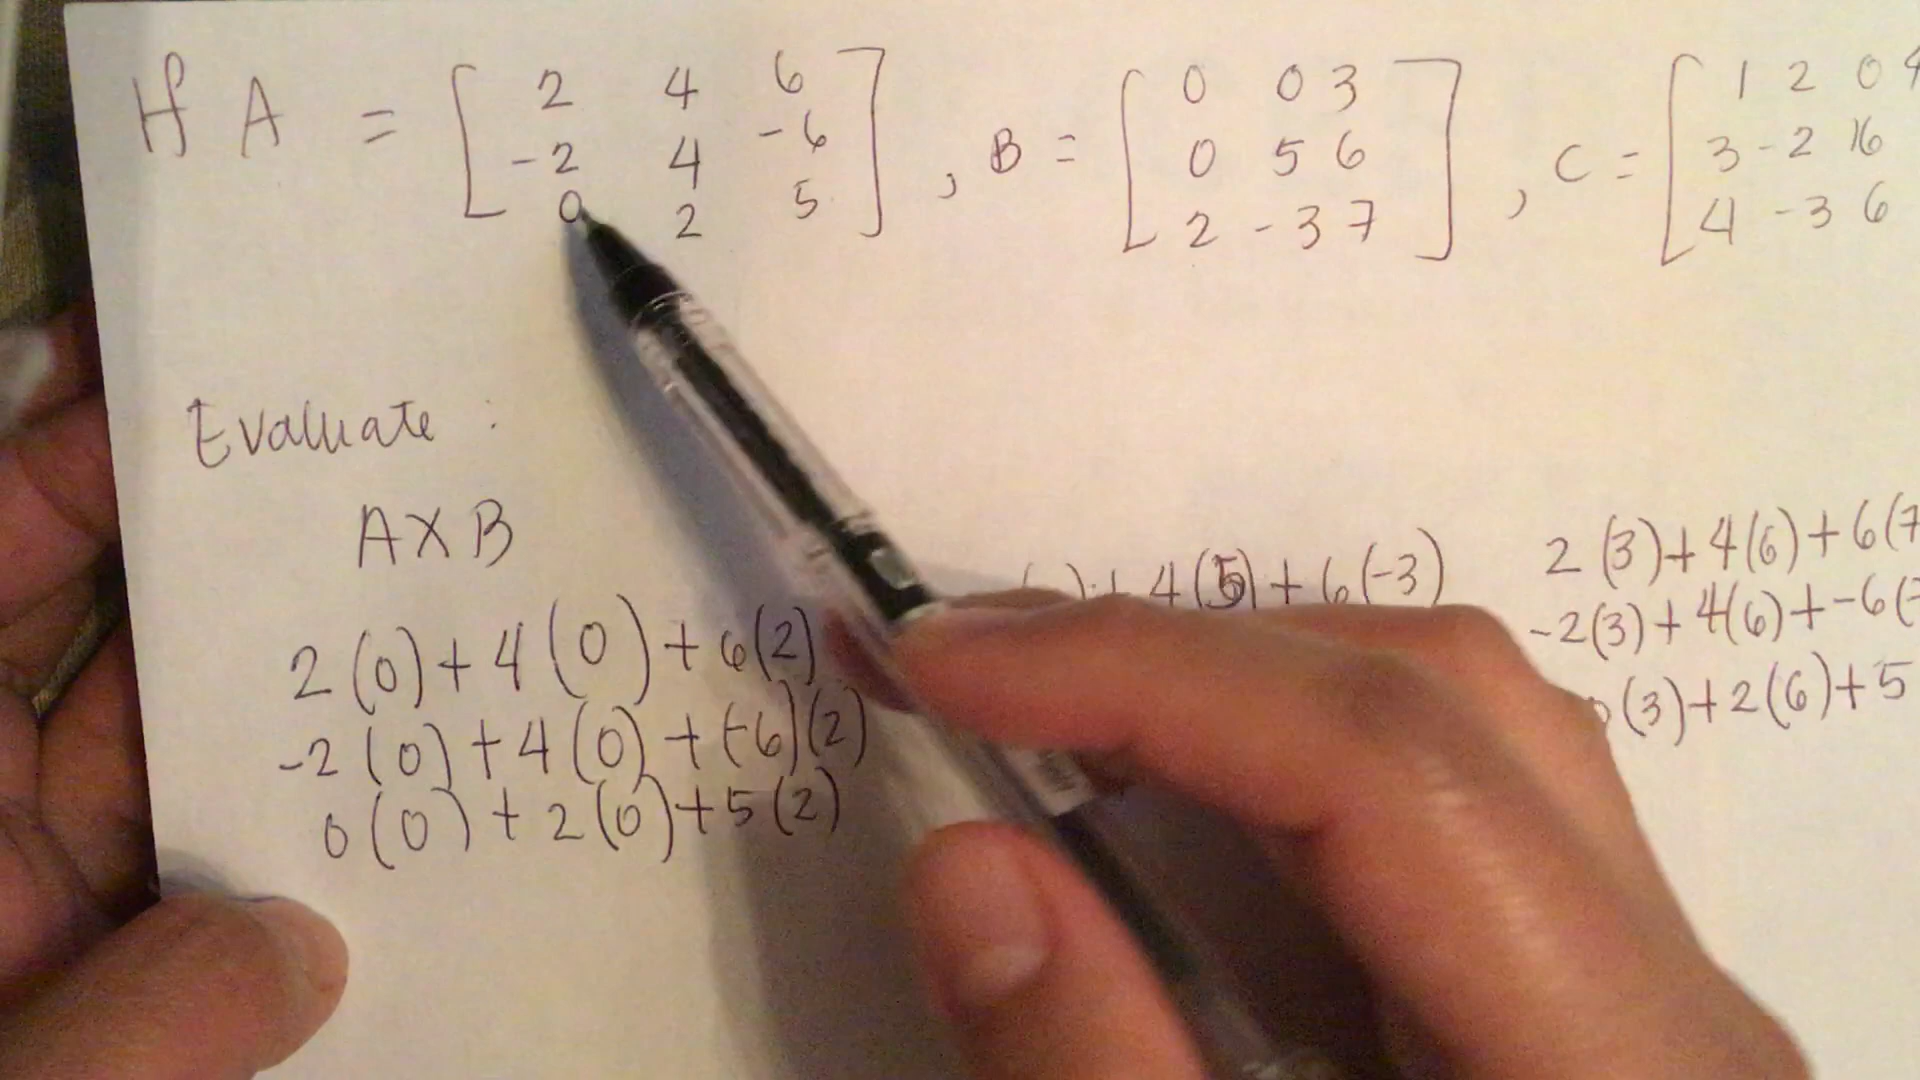 If A = [ 2 4 6 , B = [ 0 0 3 ] , C = [ 1 2 0
-2 4 -6 0 5 6 3 -2 16
0 2 5 ] 2 -3 7 4 -3 6
Evaluate :
A X B
2(0)+4(0)+6(2) ) + 4(5)+6(-3) 2(3)+4(6)+6(7
-2(0)+4(0)+(-6)(2) -2(3)+4(6)+-6(
0(0)+2(0)+5(2) (3)+2(6)+5